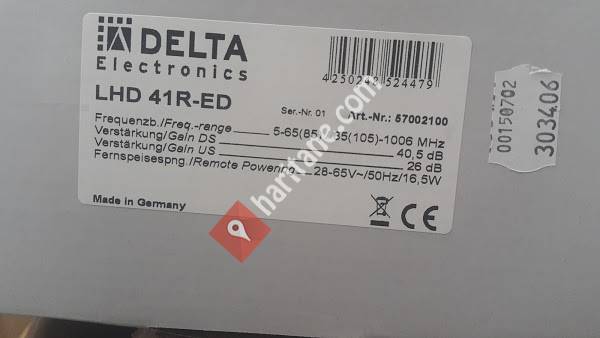 DELTA
Electronics
LHD 41R-ED
Ser.-Nr. 01 Art.-Nr.: 57002100
Frequenzb./Freq.-range 5-65(85) 85(105)-1006 MHz
Verstärkung/Gain DS 40,5 dB
Verstärkung/Gain US 26 dB
Fernspeisespng./Remote Powering 28-65V~/50Hz/16,5W
Made in Germany
CE
00150702
303406
haritane.com